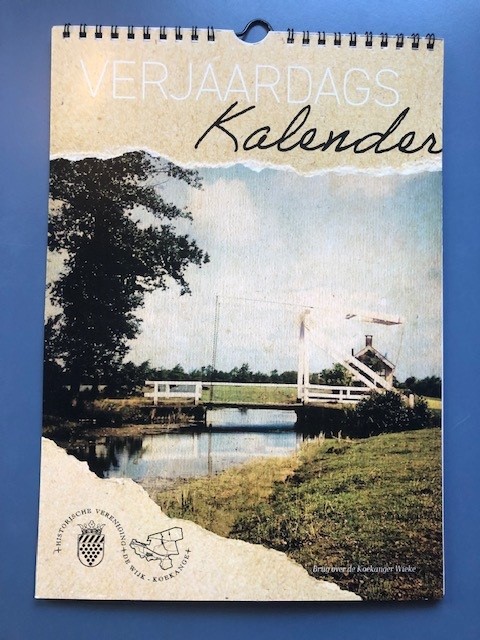 VERJAARDAGS
Kalender
HISTORISCHE VERENIGING
DE WIJK - KOEKANGE
Brug over de Koekanger Wieke